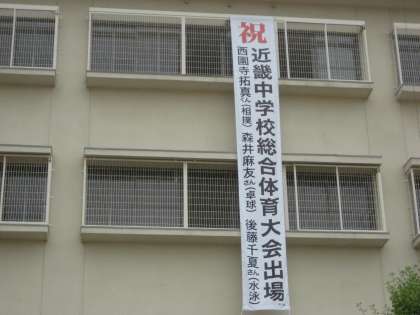 祝
近畿中学校総合体育大会出場
西園寺拓真くん(相撲) 森井麻友さん(卓球) 後藤千夏さん(水泳)